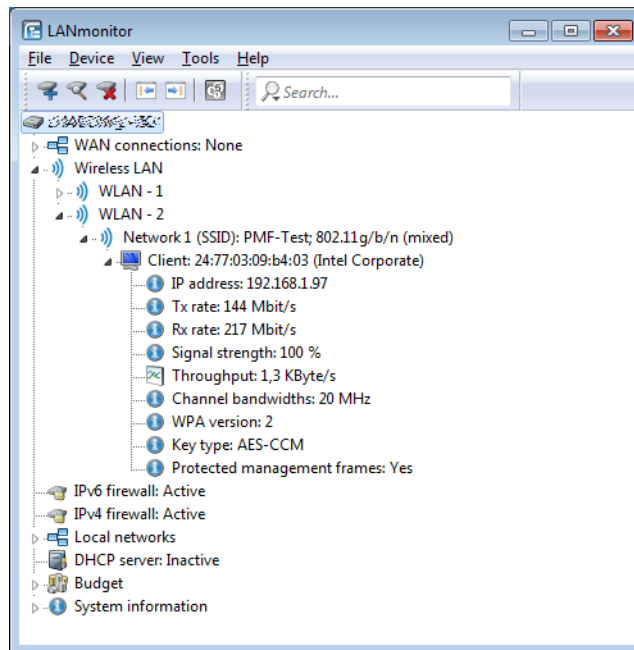 LANmonitor
File Device View Tools Help
Search...
WAN connections: None
Wireless LAN
WLAN - 1
WLAN - 2
Network 1 (SSID): PMF-Test; 802.11g/b/n (mixed)
Client: 24:77:03:09:b4:03 (Intel Corporate)
IP address: 192.168.1.97
Tx rate: 144 Mbit/s
Rx rate: 217 Mbit/s
Signal strength: 100 %
Throughput: 1,3 KByte/s
Channel bandwidths: 20 MHz
WPA version: 2
Key type: AES-CCM
Protected management frames: Yes
IPv6 firewall: Active
IPv4 firewall: Active
Local networks
DHCP server: Inactive
Budget
System information